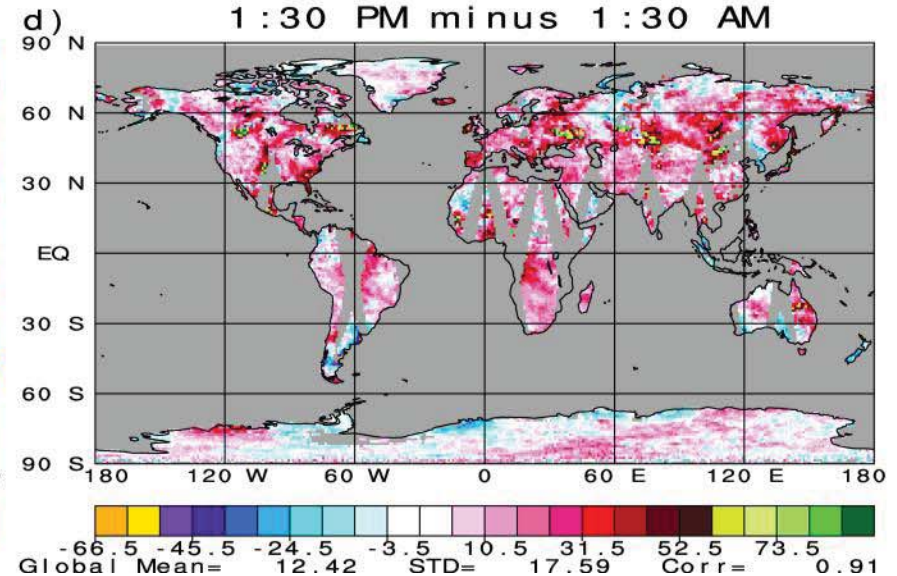 d) 1:30 PM minus 1:30 AM
90 N
60 N
30 N
EQ
30 S
60 S
90 S
180 120 W 60 W 0 60 E 120 E 180
-66.5 -45.5 -24.5 -3.5 10.5 31.5 52.5 73.5
Global Mean= 12.42 STD= 17.59 Corr= 0.91